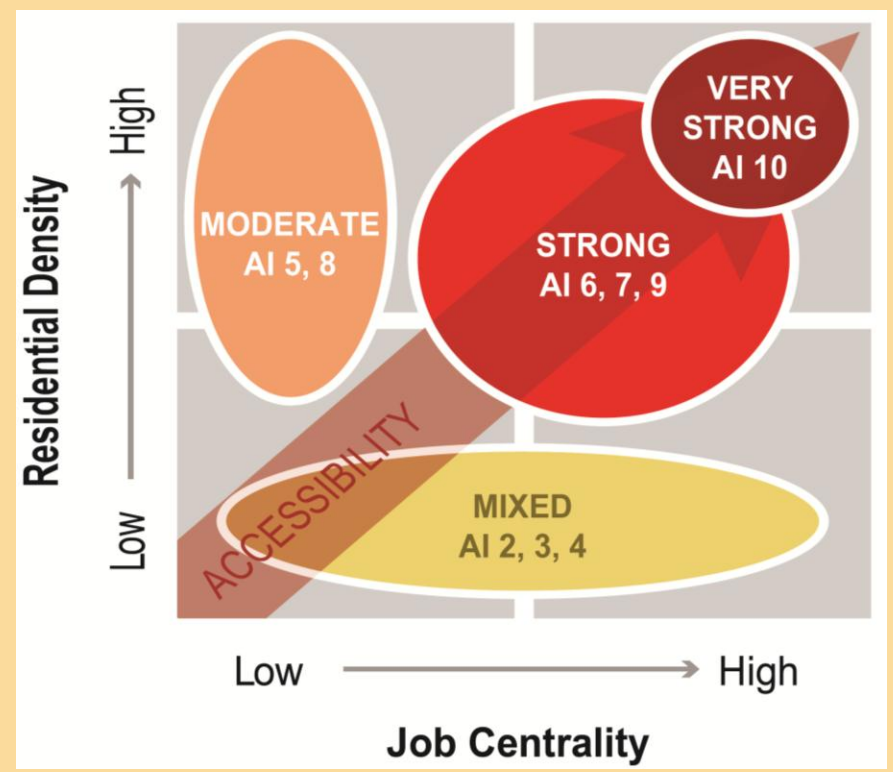 Residential Density
High
Low
MODERATE
AI 5, 8
VERY
STRONG
AI 10
STRONG
AI 6, 7, 9
ACCESSIBILITY
MIXED
AI 2, 3, 4
Low
High
Job Centrality